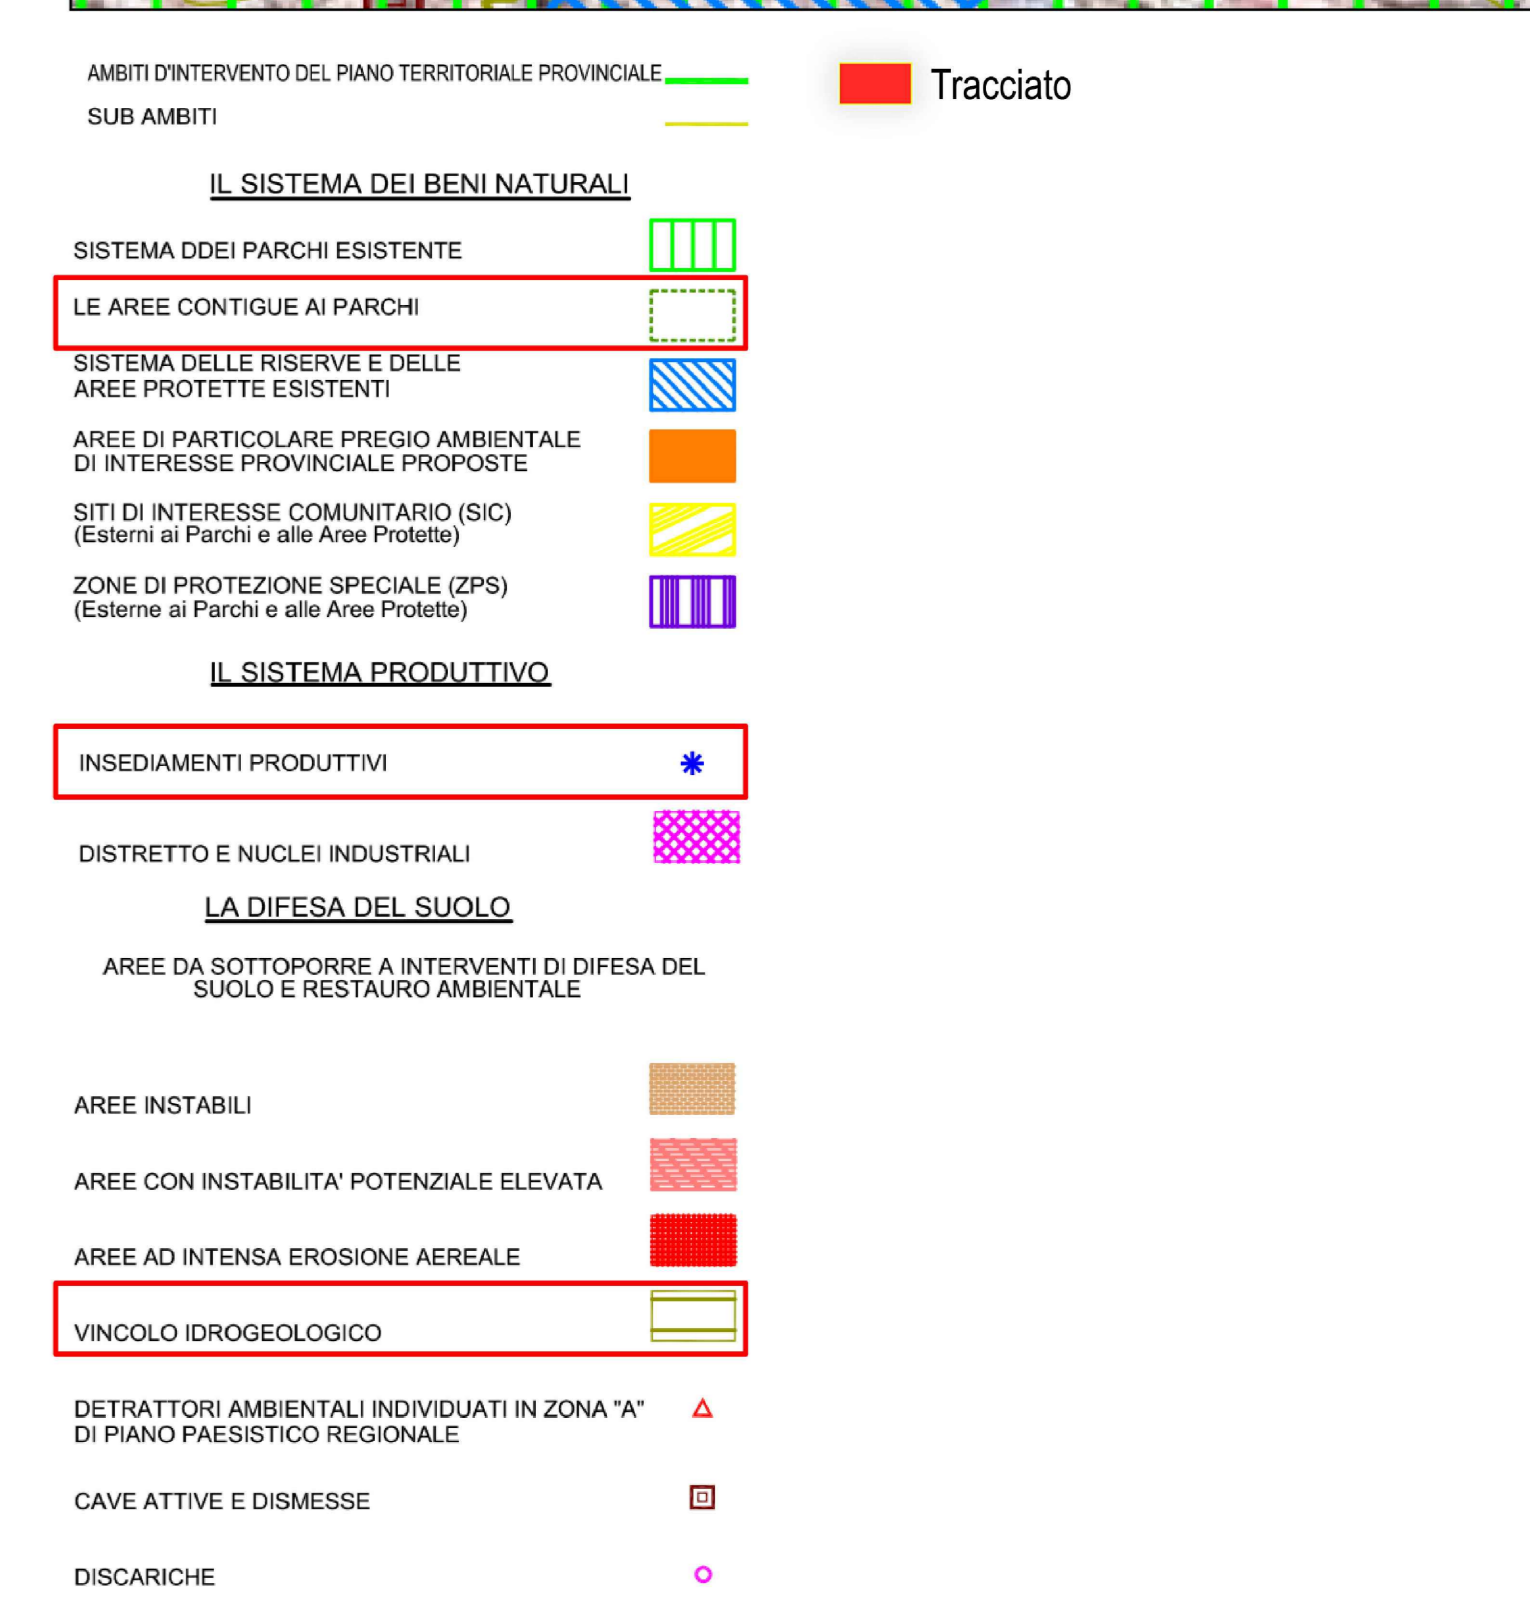 AMBITI D'INTERVENTO DEL PIANO TERRITORIALE PROVINCIALE
SUB AMBITI
Tracciato
IL SISTEMA DEI BENI NATURALI
SISTEMA DDEI PARCHI ESISTENTE
LE AREE CONTIGUE AI PARCHI
SISTEMA DELLE RISERVE E DELLE
AREE PROTETTE ESISTENTI
AREE DI PARTICOLARE PREGIO AMBIENTALE
DI INTERESSE PROVINCIALE PROPOSTE
SITI DI INTERESSE COMUNITARIO (SIC)
(Esterni ai Parchi e alle Aree Protette)
ZONE DI PROTEZIONE SPECIALE (ZPS)
(Esterne ai Parchi e alle Aree Protette)
IL SISTEMA PRODUTTIVO
INSEDIAMENTI PRODUTTIVI
DISTRETTO E NUCLEI INDUSTRIALI
LA DIFESA DEL SUOLO
AREE DA SOTTOPORRE A INTERVENTI DI DIFESA DEL
SUOLO E RESTAURO AMBIENTALE
AREE INSTABILI
AREE CON INSTABILITA' POTENZIALE ELEVATA
AREE AD INTENSA EROSIONE AEREALE
VINCOLO IDROGEOLOGICO
DETRATTORI AMBIENTALI INDIVIDUATI IN ZONA "A"
DI PIANO PAESISTICO REGIONALE
CAVE ATTIVE E DISMESSE
DISCARICHE